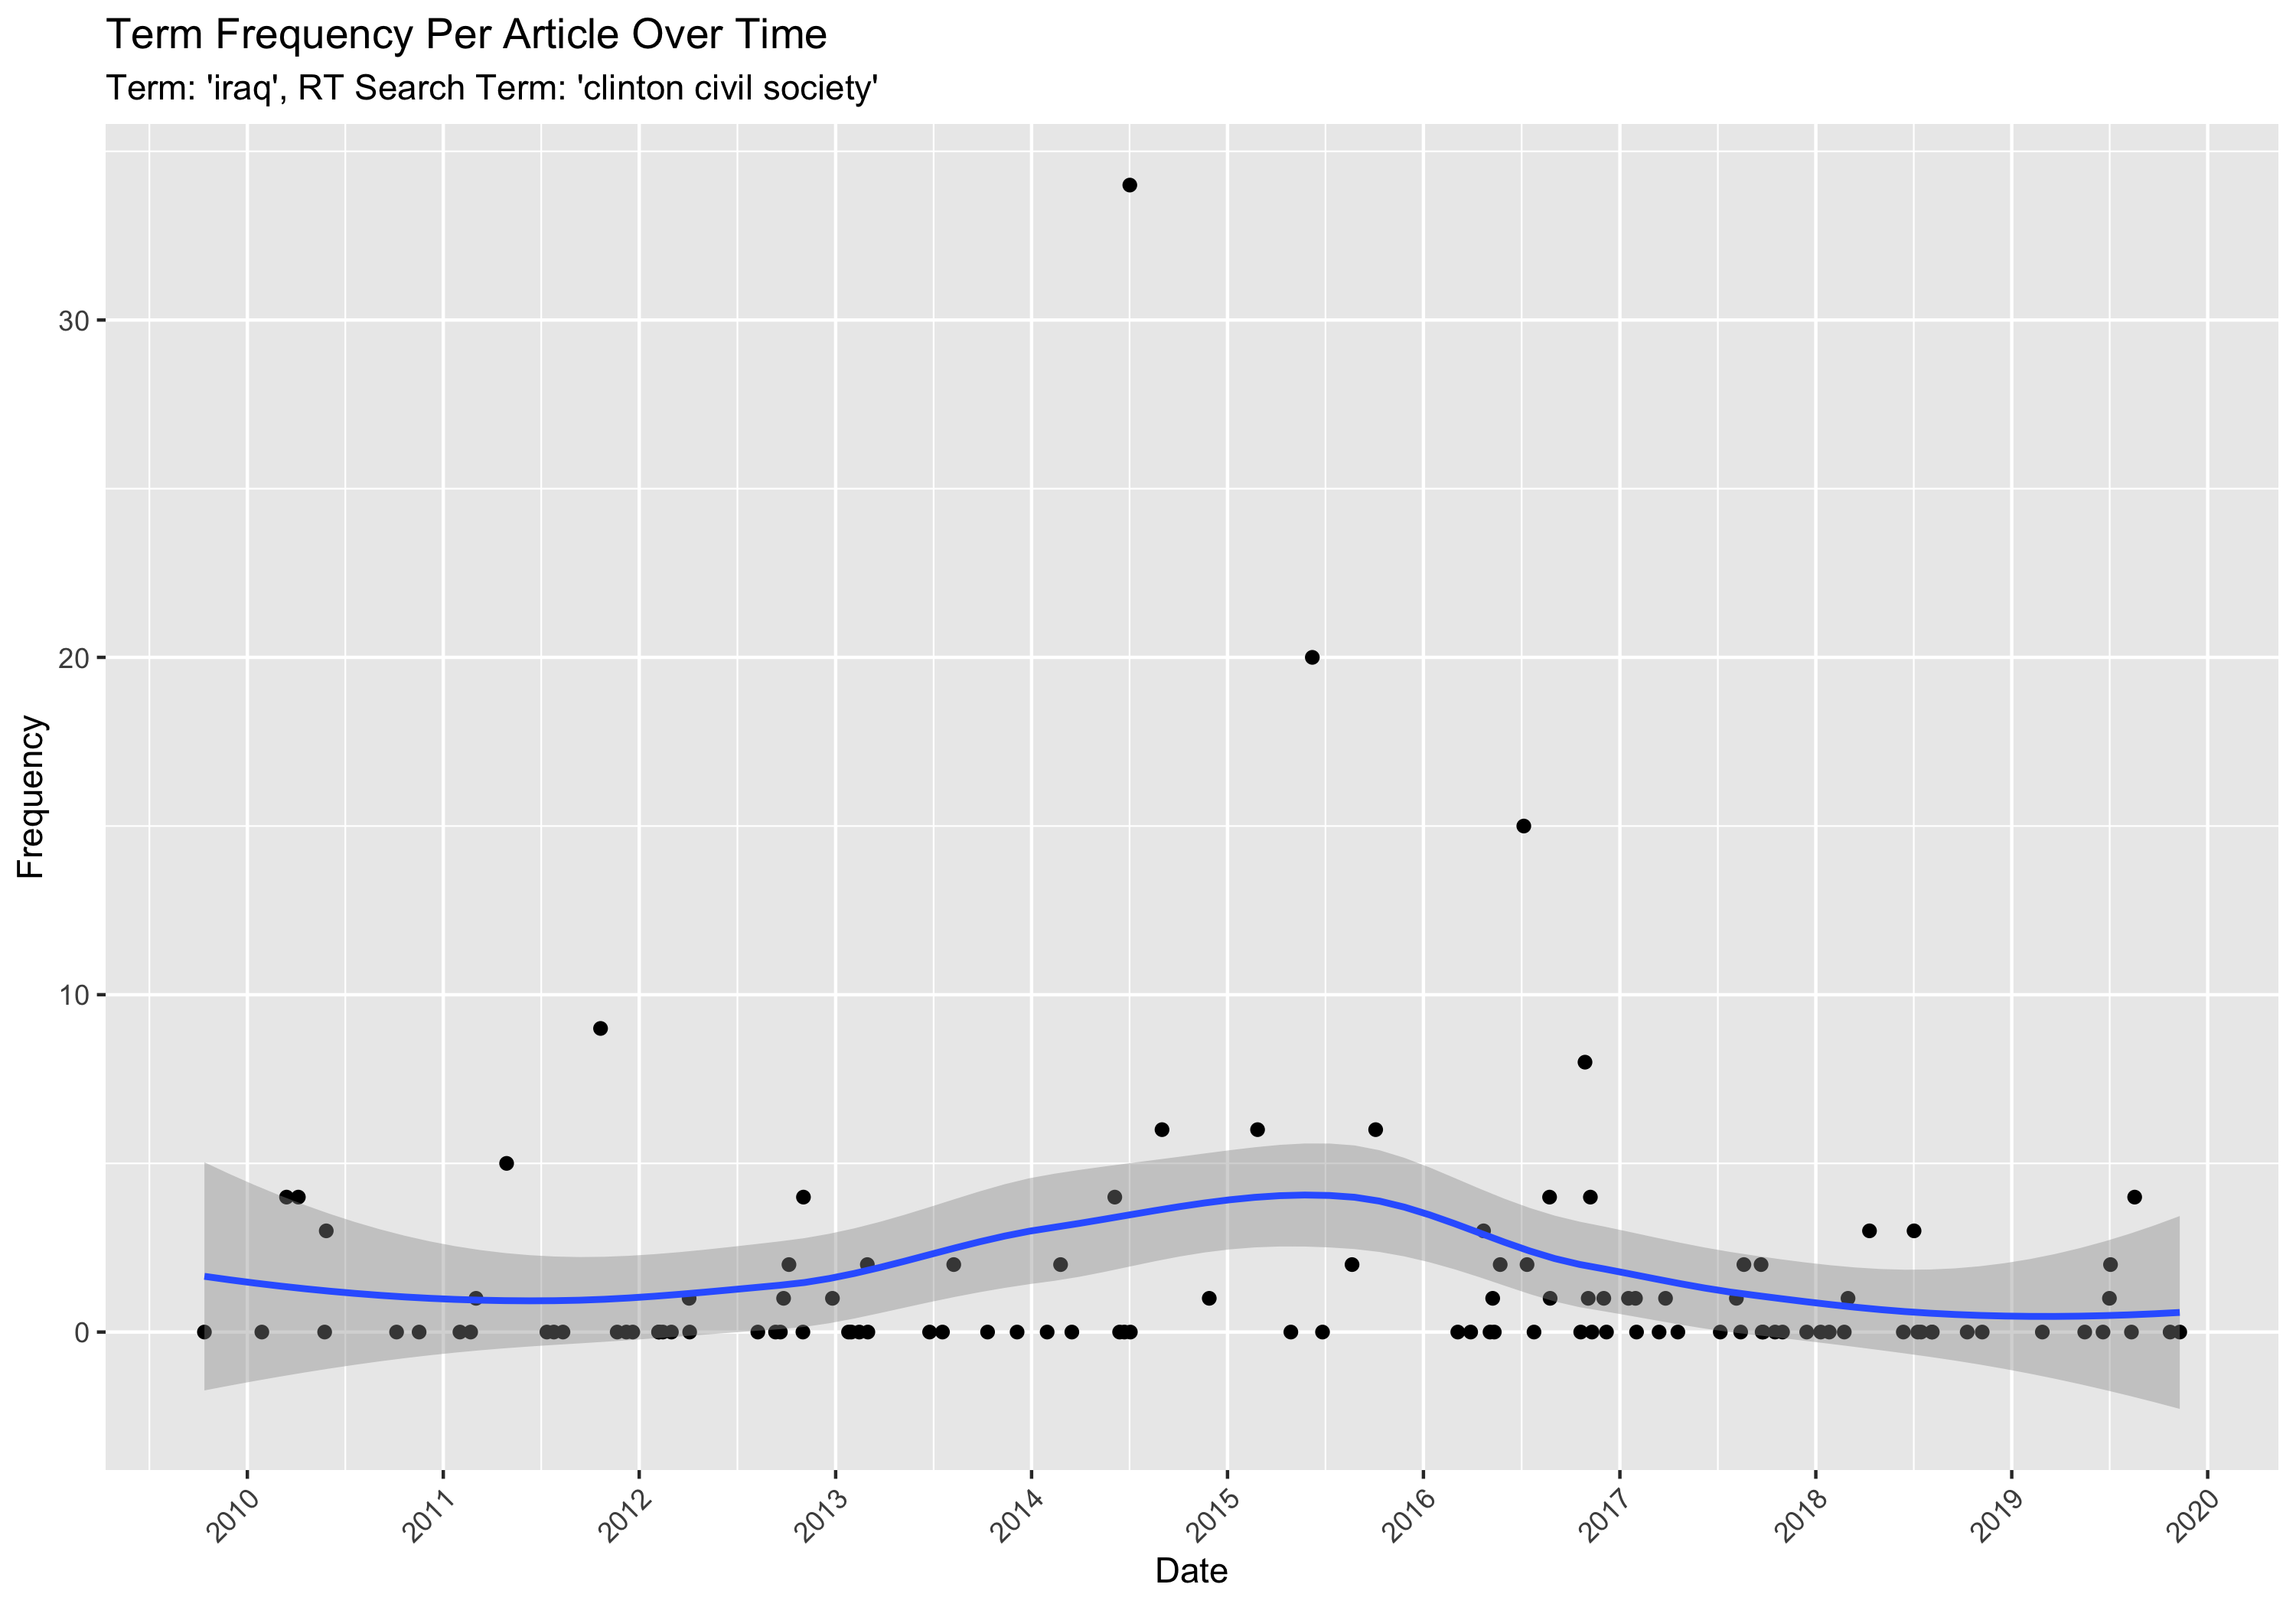 Term Frequency Per Article Over Time
Term: 'iraq', RT Search Term: 'clinton civil society'
Frequency
30
20
10
0
2010 2011 2012 2013 2014 2015 2016 2017 2018 2019 2020
Date